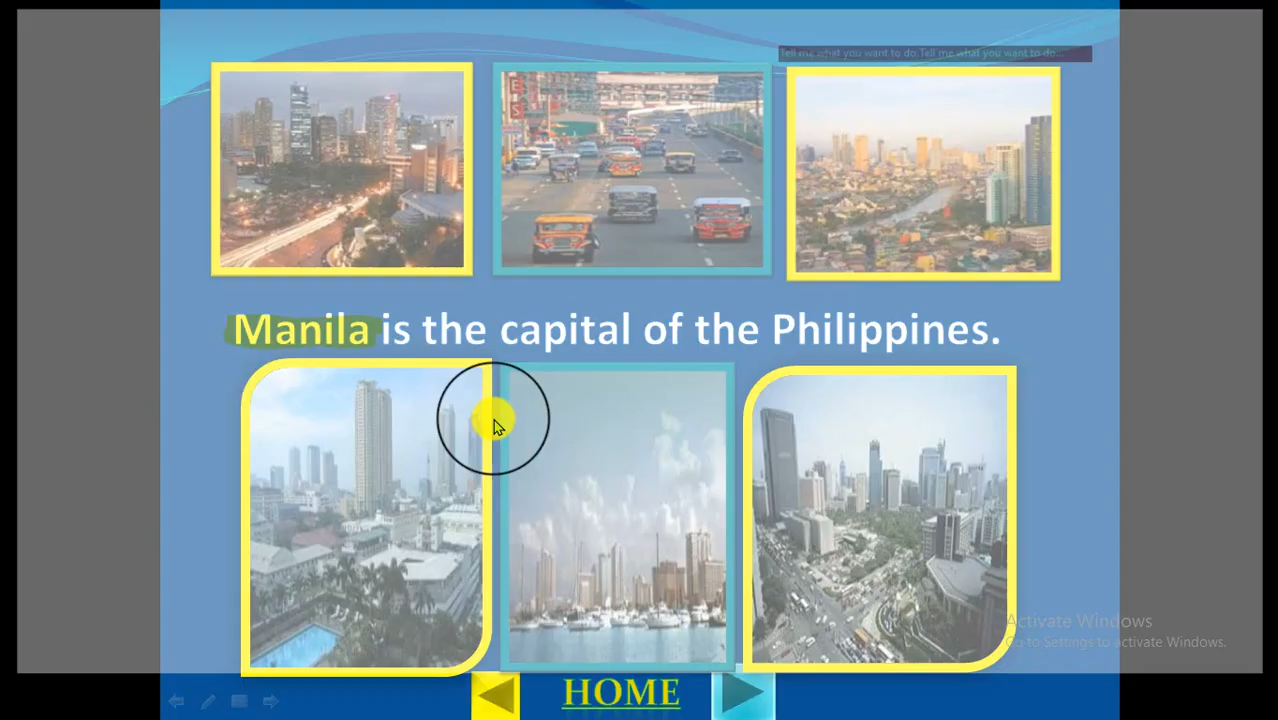 Tell me what you want to do.Tell me what you want to do...
Manila is the capital of the Philippines.
Activate Windows
Go to Settings to activate Windows.
HOME